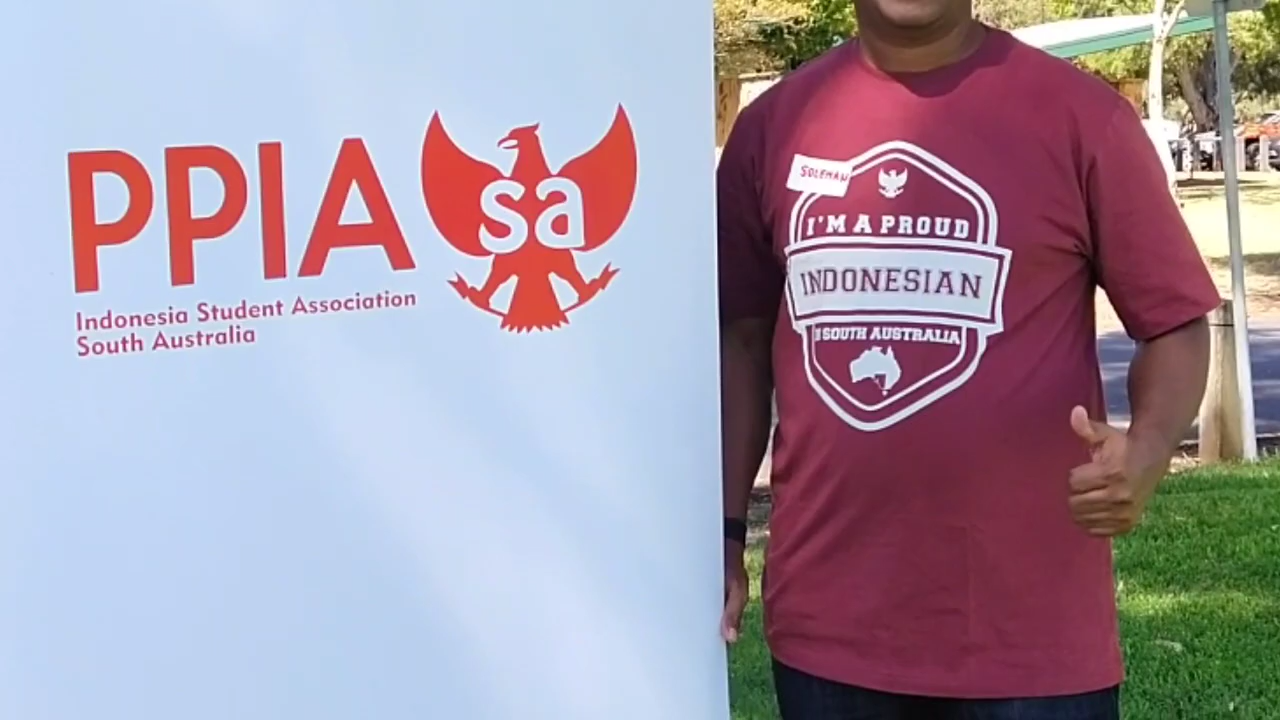 PPIA
sa
Indonesia Student Association
South Australia
SOLEMAN
I'M A PROUD
INDONESIAN
SOUTH AUSTRALIA